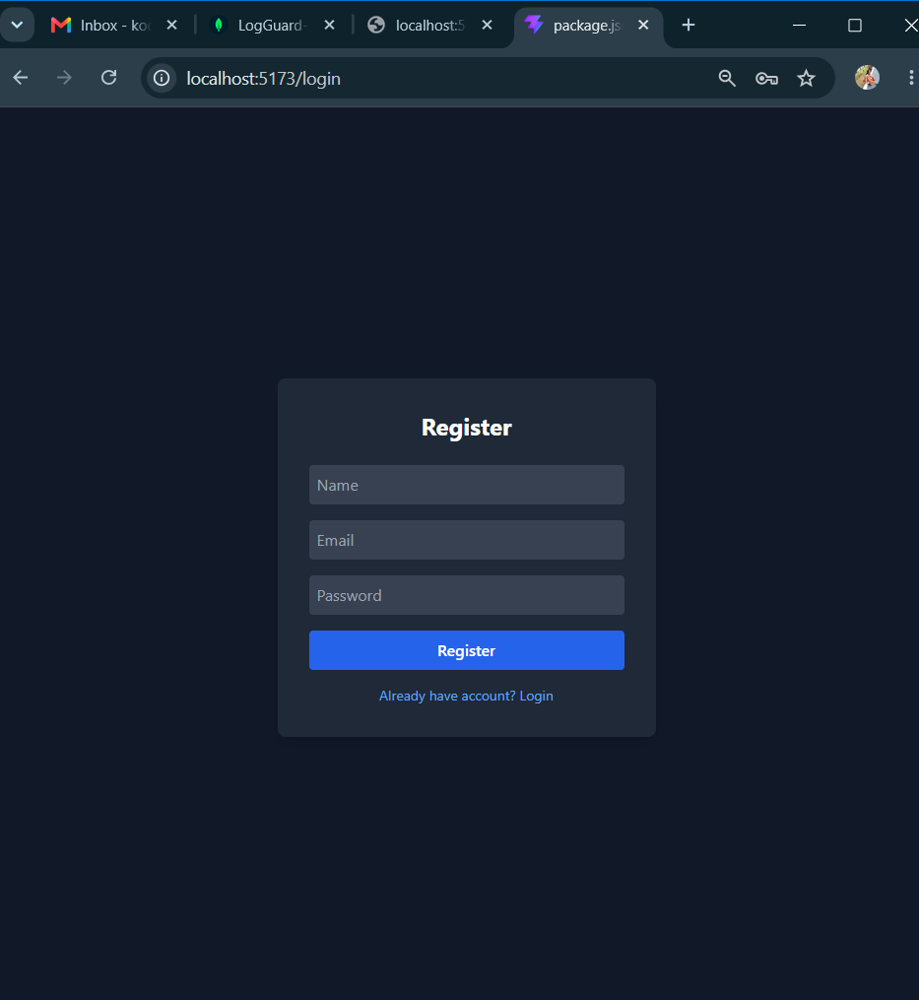 Inbox - ko
LogGuard-
localhost:5
package.js
localhost:5173/login
Register
Name
Email
Password
Register
Already have account? Login